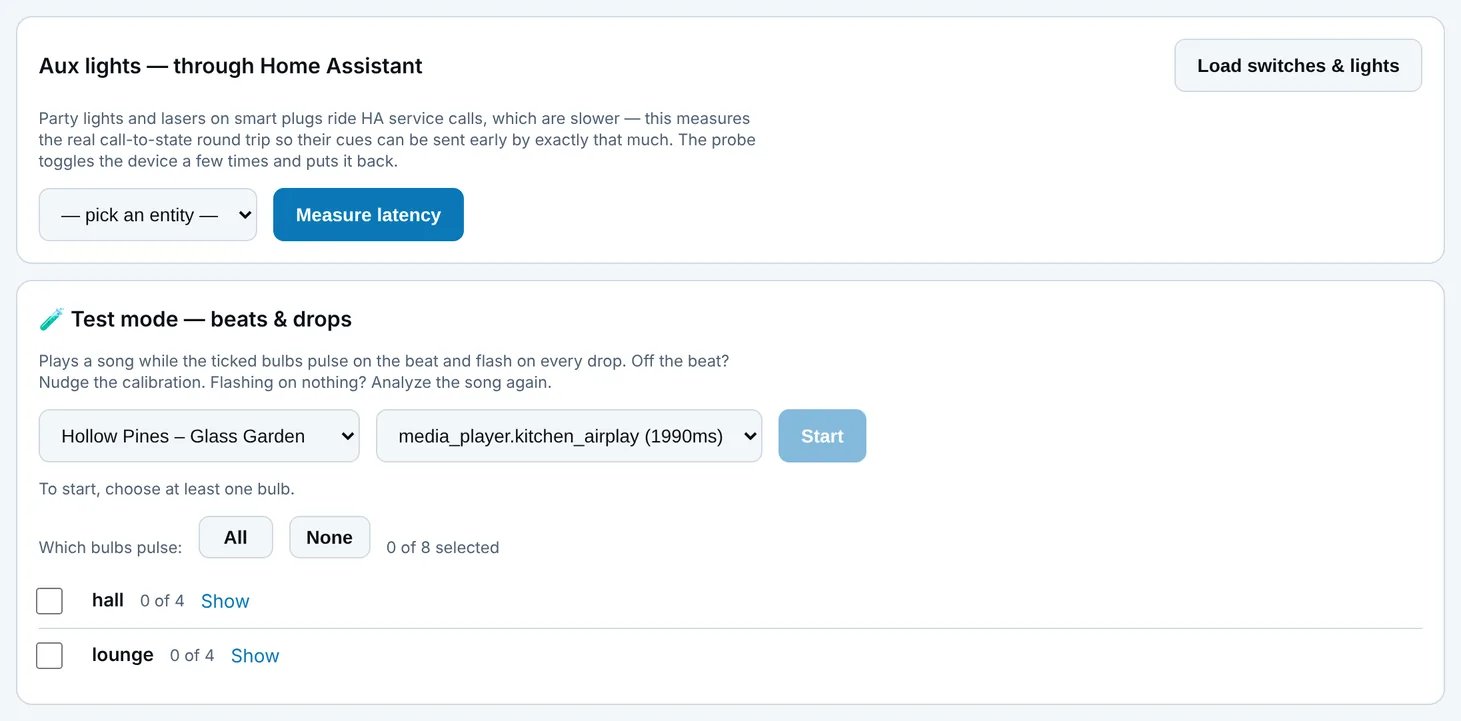 Aux lights — through Home Assistant
Load switches & lights
Party lights and lasers on smart plugs ride HA service calls, which are slower — this measures
the real call-to-state round trip so their cues can be sent early by exactly that much. The probe
toggles the device a few times and puts it back.
— pick an entity —
Measure latency
Test mode — beats & drops
Plays a song while the ticked bulbs pulse on the beat and flash on every drop. Off the beat?
Nudge the calibration. Flashing on nothing? Analyze the song again.
Hollow Pines – Glass Garden
media_player.kitchen_airplay (1990ms)
Start
To start, choose at least one bulb.
Which bulbs pulse:
All
None
0 of 8 selected
hall 0 of 4 Show
lounge 0 of 4 Show